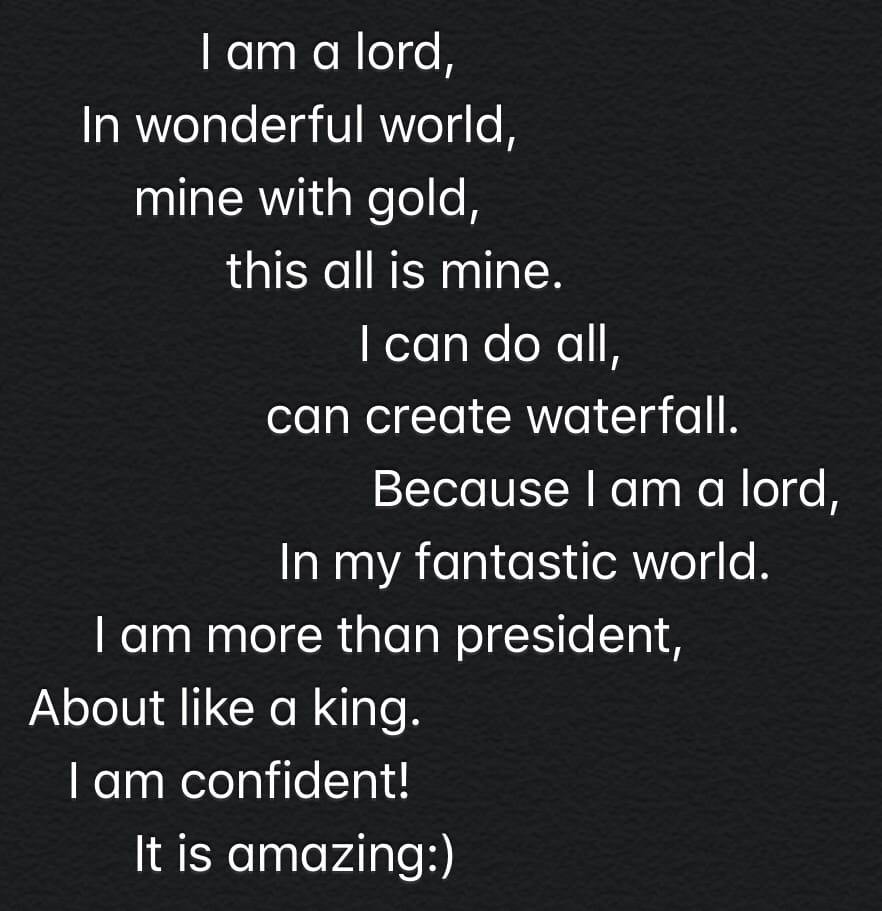 I am a lord,
In wonderful world,
mine with gold,
this all is mine.
I can do all,
can create waterfall.
Because I am a lord,
In my fantastic world.
I am more than president,
About like a king.
I am confident!
It is amazing:)